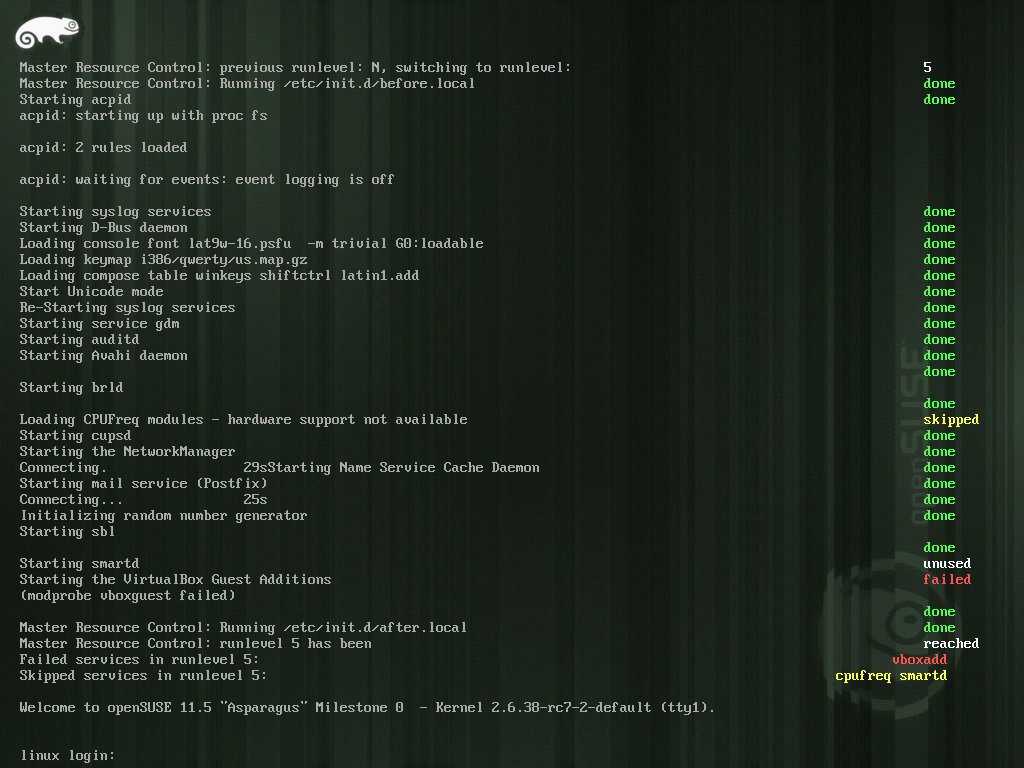 Master Resource Control: previous runlevel: N, switching to runlevel: 5
Master Resource Control: Running /etc/init.d/before.local done
Starting acpid done
acpid: starting up with proc fs
acpid: 2 rules loaded
acpid: waiting for events: event logging is off
Starting syslog services done
Starting D-Bus daemon done
Loading console font lat9w-16.psfu  -m trivial G0:loadable done
Loading keymap i386/qwerty/us.map.gz done
Loading compose table winkeys shiftctrl latin1.add done
Start Unicode mode done
Re-Starting syslog services done
Starting service gdm done
Starting auditd done
Starting Avahi daemon done
done
Starting brld
done
Loading CPUFreq modules - hardware support not available skipped
Starting cupsd done
Starting the NetworkManager done
Connecting. 29sStarting Name Service Cache Daemon done
Starting mail service (Postfix) done
Connecting... 25s done
Initializing random number generator done
Starting sbl
done
Starting smartd unused
Starting the VirtualBox Guest Additions failed
(modprobe vboxguest failed)
done
Master Resource Control: Running /etc/init.d/after.local done
Master Resource Control: runlevel 5 has been reached
Failed services in runlevel 5: vboxadd
Skipped services in runlevel 5: cpufreq smartd
Welcome to openSUSE 11.5 "Asparagus" Milestone 0  - Kernel 2.6.38-rc7-2-default (tty1).
linux login:
openSUSE